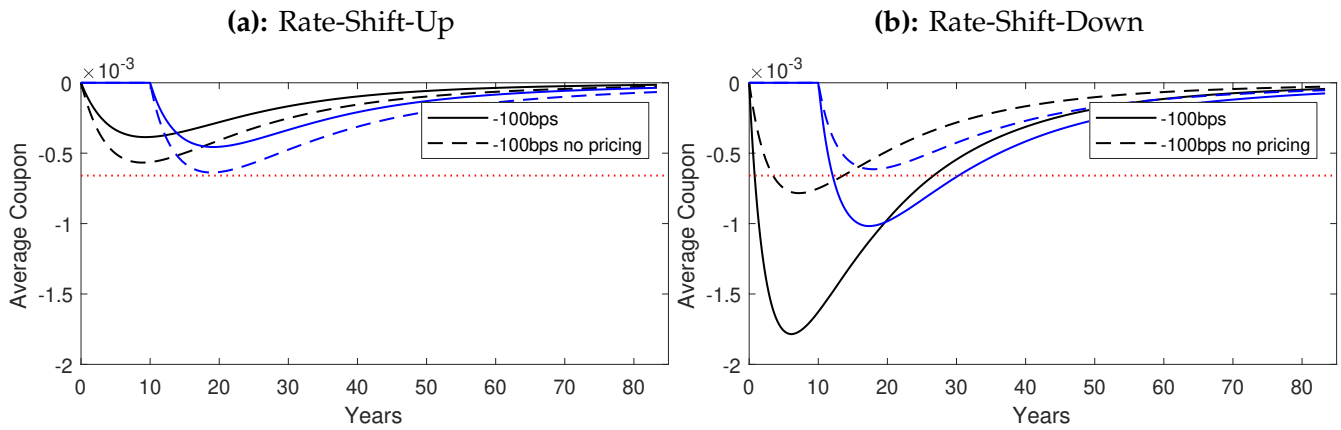 (a): Rate-Shift-Up
×10-3
0
-0.5
-1
-1.5
-2
Average Coupon
-100bps
-100bps no pricing
0 10 20 30 40 50 60 70 80
Years
(b): Rate-Shift-Down
×10-3
0
-0.5
-1
-1.5
-2
Average Coupon
-100bps
-100bps no pricing
0 10 20 30 40 50 60 70 80
Years